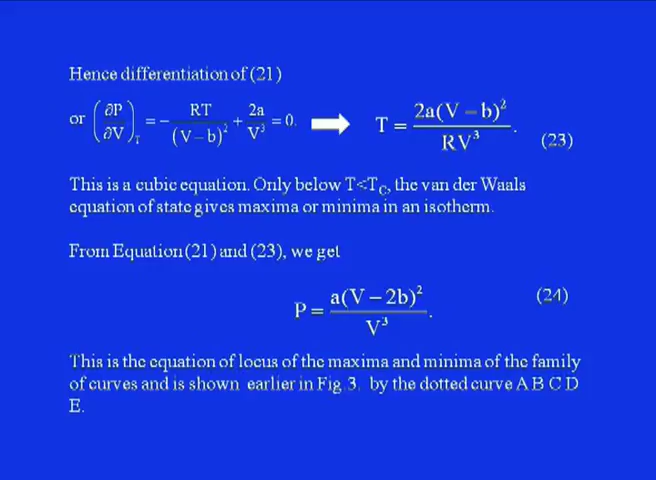 Hence differentiation of (21)
or (∂P/∂V)_T = − RT/(V−b)² + 2a/V³ = 0. ➡ T = 2a(V−b)²/RV³. (23)
This is a cubic equation. Only below T<T_C, the van der Waals
equation of state gives maxima or minima in an isotherm.
From Equation (21) and (23), we get
P = a(V−2b)²/V³. (24)
This is the equation of locus of the maxima and minima of the family
of curves and is shown earlier in Fig 3. by the dotted curve A B C D
E.